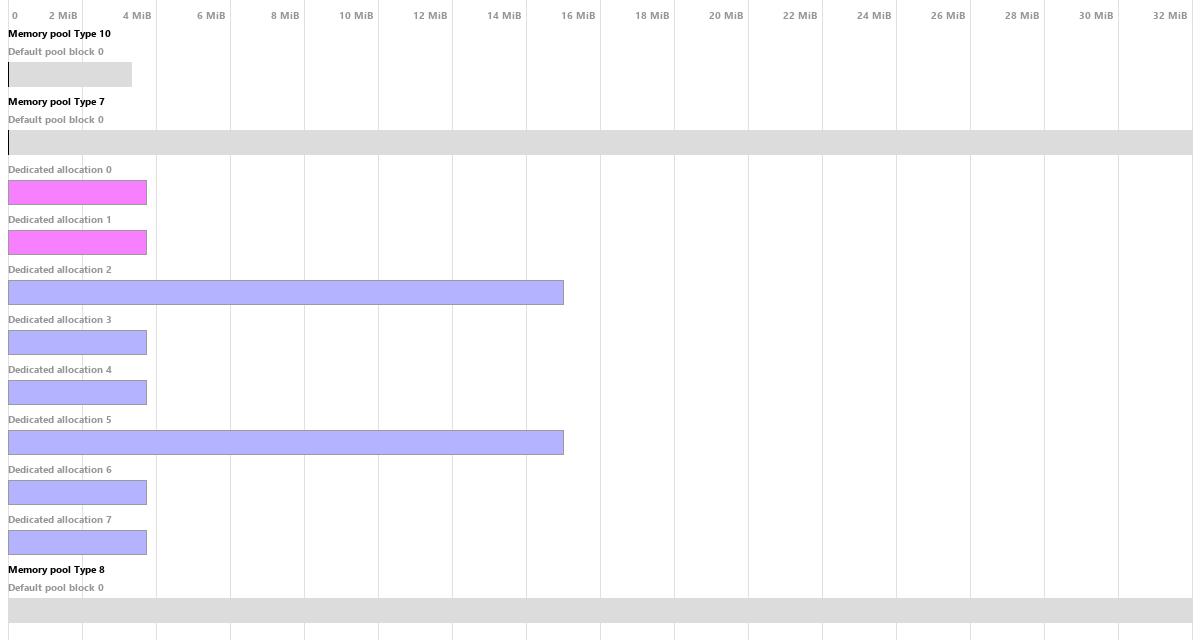 0 2 MiB 4 MiB 6 MiB 8 MiB 10 MiB 12 MiB 14 MiB 16 MiB 18 MiB 20 MiB 22 MiB 24 MiB 26 MiB 28 MiB 30 MiB 32 MiB
Memory pool Type 10
Default pool block 0
Memory pool Type 7
Default pool block 0
Dedicated allocation 0
Dedicated allocation 1
Dedicated allocation 2
Dedicated allocation 3
Dedicated allocation 4
Dedicated allocation 5
Dedicated allocation 6
Dedicated allocation 7
Memory pool Type 8
Default pool block 0